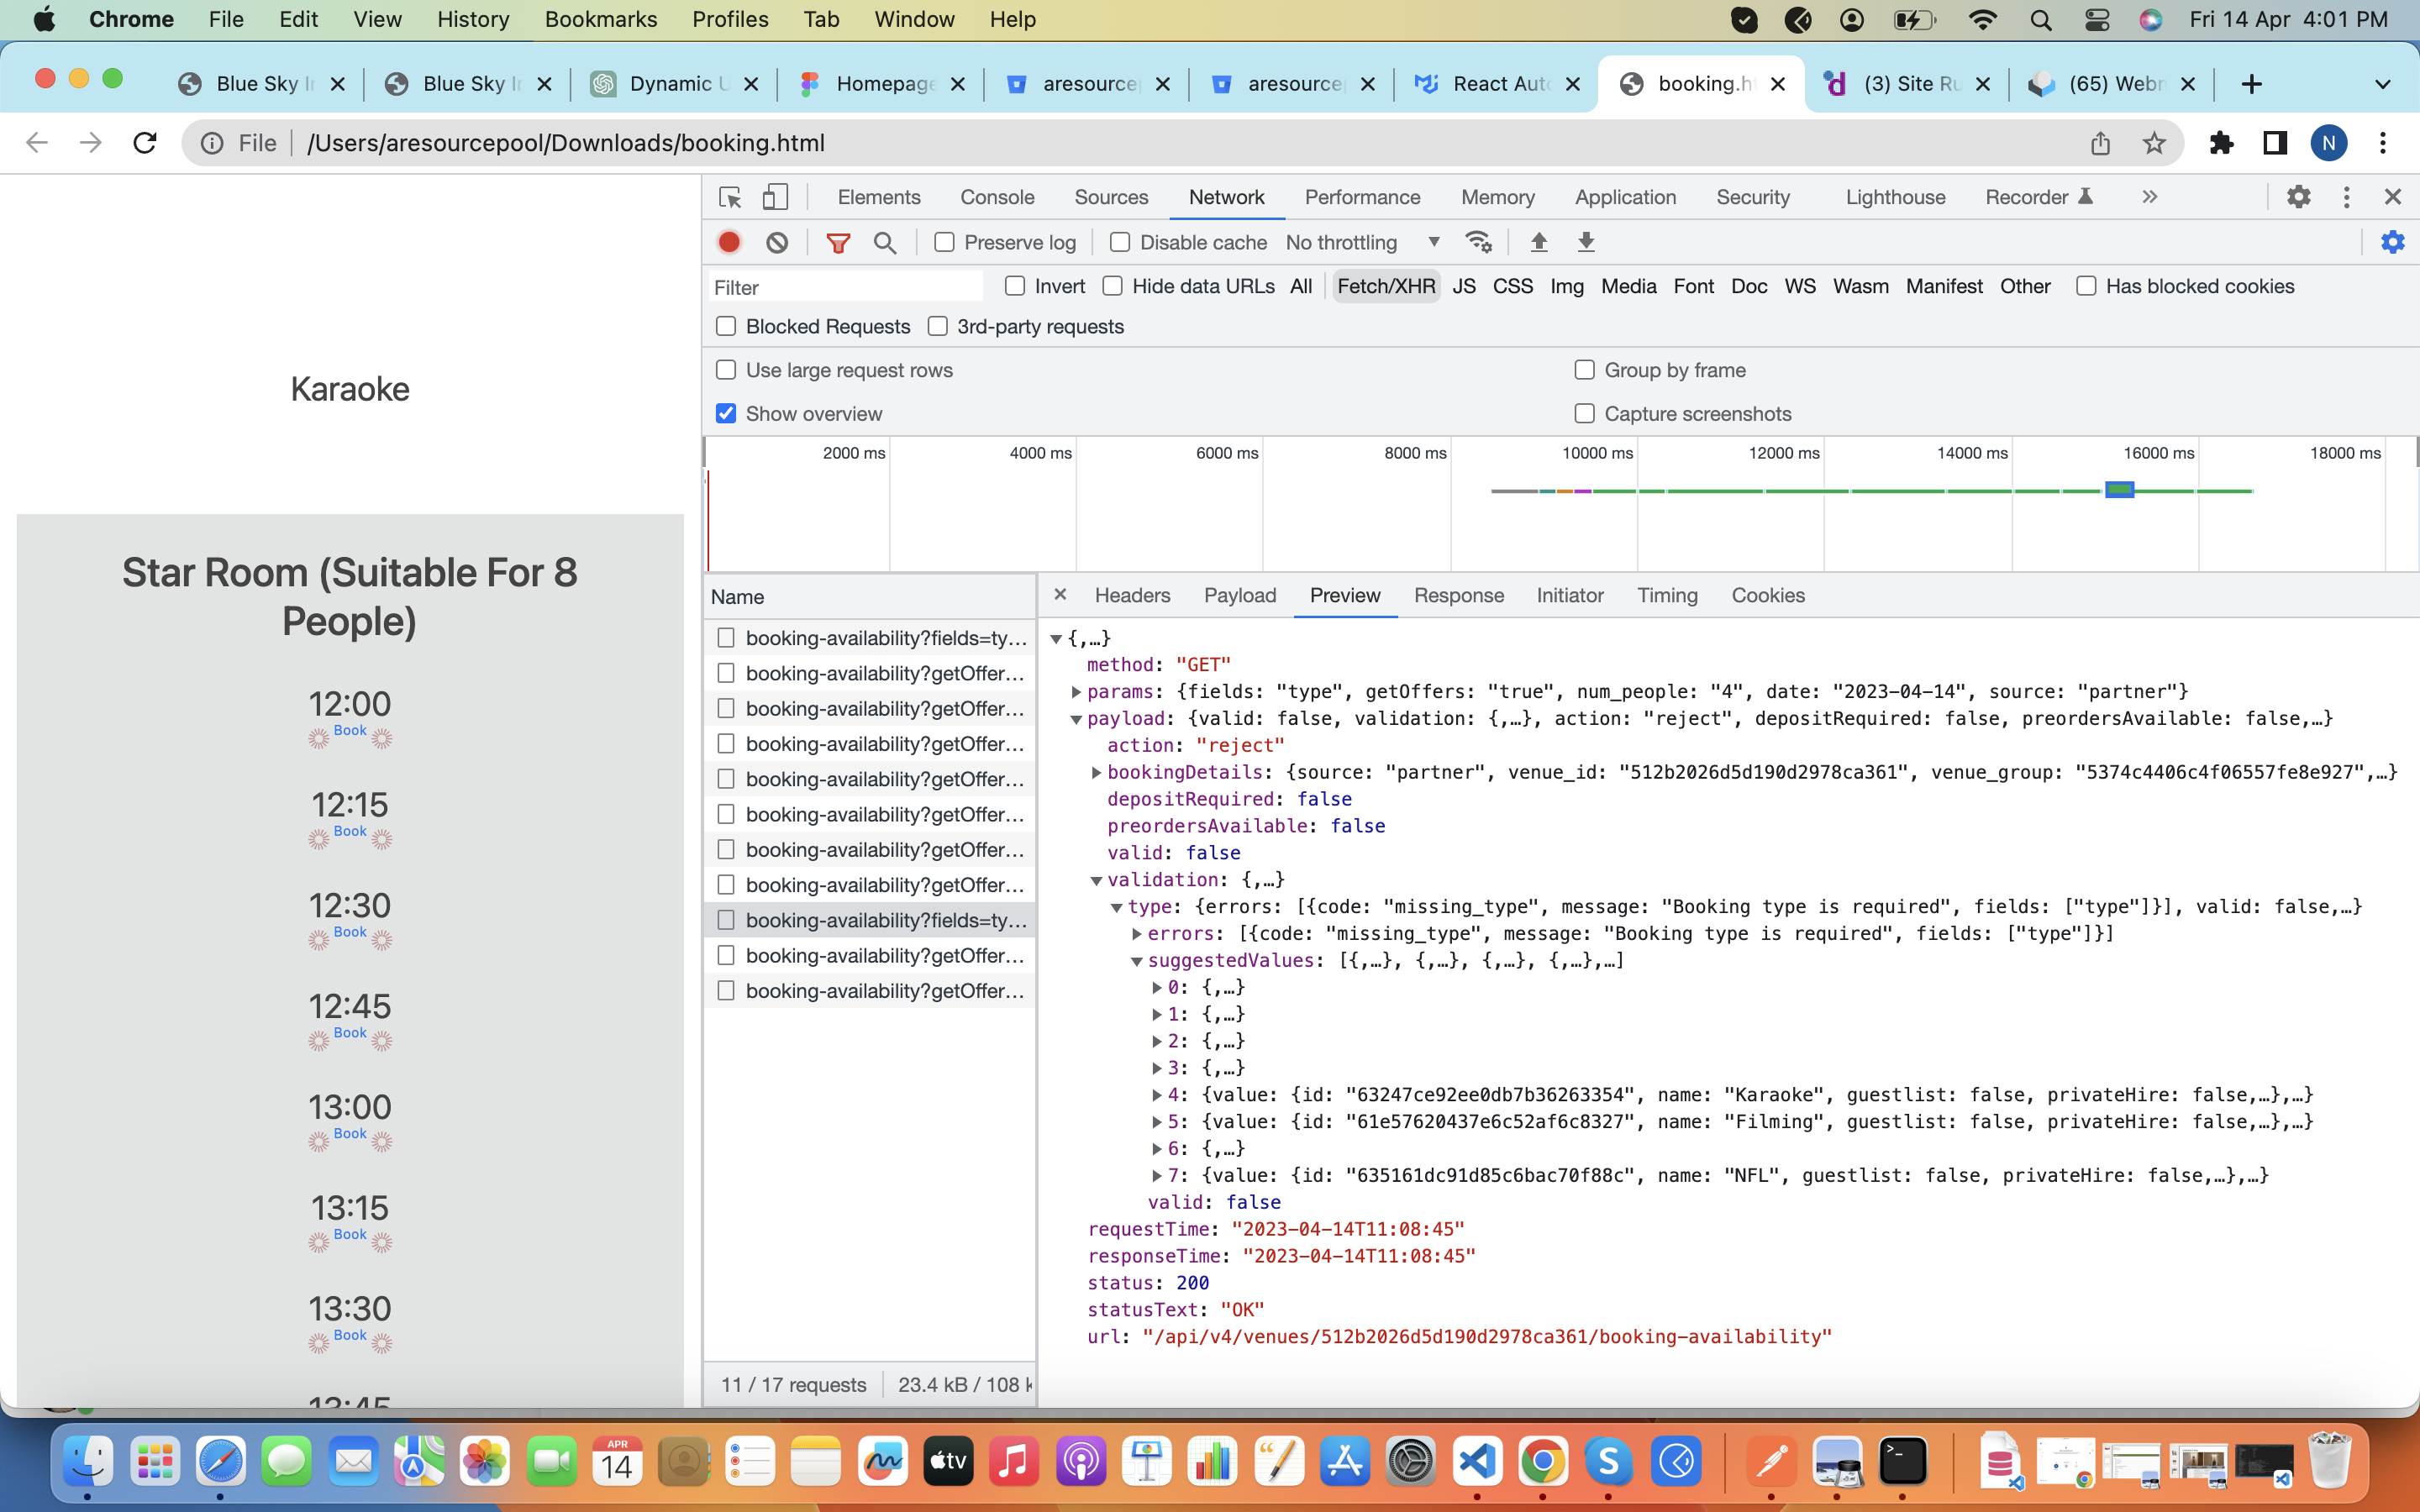 Chrome File Edit View History Bookmarks Profiles Tab Window Help Fri 14 Apr 4:01 PM
Blue Sky Ir Blue Sky Ir Dynamic U Homepage aresourcep aresourcep React Auto booking.ht (3) Site Ru (65) Webm
File /Users/aresourcepool/Downloads/booking.html N
Elements Console Sources Network Performance Memory Application Security Lighthouse Recorder
Preserve log Disable cache No throttling
Filter Invert Hide data URLs All Fetch/XHR JS CSS Img Media Font Doc WS Wasm Manifest Other Has blocked cookies
Blocked Requests 3rd-party requests
Use large request rows Group by frame
Show overview Capture screenshots
2000 ms 4000 ms 6000 ms 8000 ms 10000 ms 12000 ms 14000 ms 16000 ms 18000 ms
Karaoke
Star Room (Suitable For 8
People)
12:00
Book
12:15
Book
12:30
Book
12:45
Book
13:00
Book
13:15
Book
13:30
Book
13:45
Name
booking-availability?fields=ty…
booking-availability?getOffer…
booking-availability?getOffer…
booking-availability?getOffer…
booking-availability?getOffer…
booking-availability?getOffer…
booking-availability?getOffer…
booking-availability?getOffer…
booking-availability?fields=ty…
booking-availability?getOffer…
booking-availability?getOffer…
11 / 17 requests 23.4 kB / 108 k
Headers Payload Preview Response Initiator Timing Cookies
{,…}
method: "GET"
params: {fields: "type", getOffers: "true", num_people: "4", date: "2023-04-14", source: "partner"}
payload: {valid: false, validation: {,…}, action: "reject", depositRequired: false, preordersAvailable: false,…}
action: "reject"
bookingDetails: {source: "partner", venue_id: "512b2026d5d190d2978ca361", venue_group: "5374c4406c4f06557fe8e927",…}
depositRequired: false
preordersAvailable: false
valid: false
validation: {,…}
type: {errors: [{code: "missing_type", message: "Booking type is required", fields: ["type"]}], valid: false,…}
errors: [{code: "missing_type", message: "Booking type is required", fields: ["type"]}]
suggestedValues: [{,…}, {,…}, {,…}, {,…},…]
0: {,…}
1: {,…}
2: {,…}
3: {,…}
4: {value: {id: "63247ce92ee0db7b36263354", name: "Karaoke", guestlist: false, privateHire: false,…},…}
5: {value: {id: "61e57620437e6c52af6c8327", name: "Filming", guestlist: false, privateHire: false,…},…}
6: {,…}
7: {value: {id: "635161dc91d85c6bac70f88c", name: "NFL", guestlist: false, privateHire: false,…},…}
valid: false
requestTime: "2023-04-14T11:08:45"
responseTime: "2023-04-14T11:08:45"
status: 200
statusText: "OK"
url: "/api/v4/venues/512b2026d5d190d2978ca361/booking-availability"
APR
14
tv